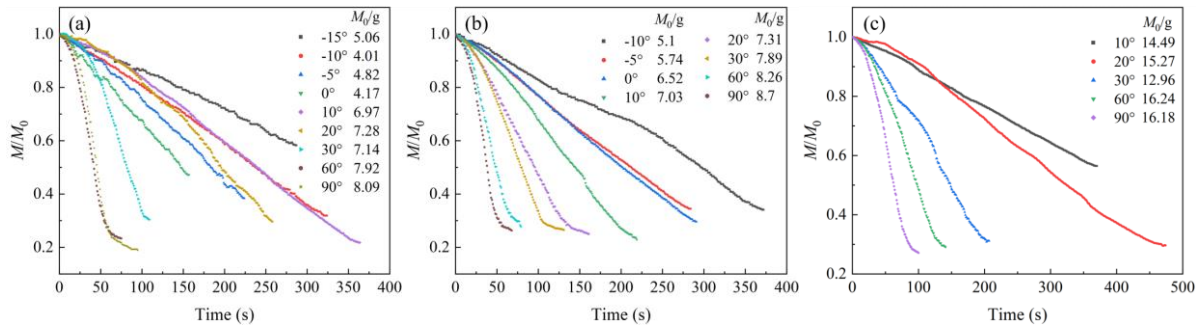 (a)
M₀/g
-15° 5.06
-10° 4.01
-5° 4.82
0° 4.17
10° 6.97
20° 7.28
30° 7.14
60° 7.92
90° 8.09
M/M₀
1.0
0.8
0.6
0.4
0.2
0 50 100 150 200 250 300 350 400
Time (s)
(b)
M₀/g M₀/g
-10° 5.1 20° 7.31
-5° 5.74 30° 7.89
0° 6.52 60° 8.26
10° 7.03 90° 8.7
M/M₀
1.0
0.8
0.6
0.4
0.2
0 50 100 150 200 250 300 350 400
Time (s)
(c)
M₀/g
10° 14.49
20° 15.27
30° 12.96
60° 16.24
90° 16.18
M/M₀
1.0
0.8
0.6
0.4
0.2
0 100 200 300 400 500
Time (s)